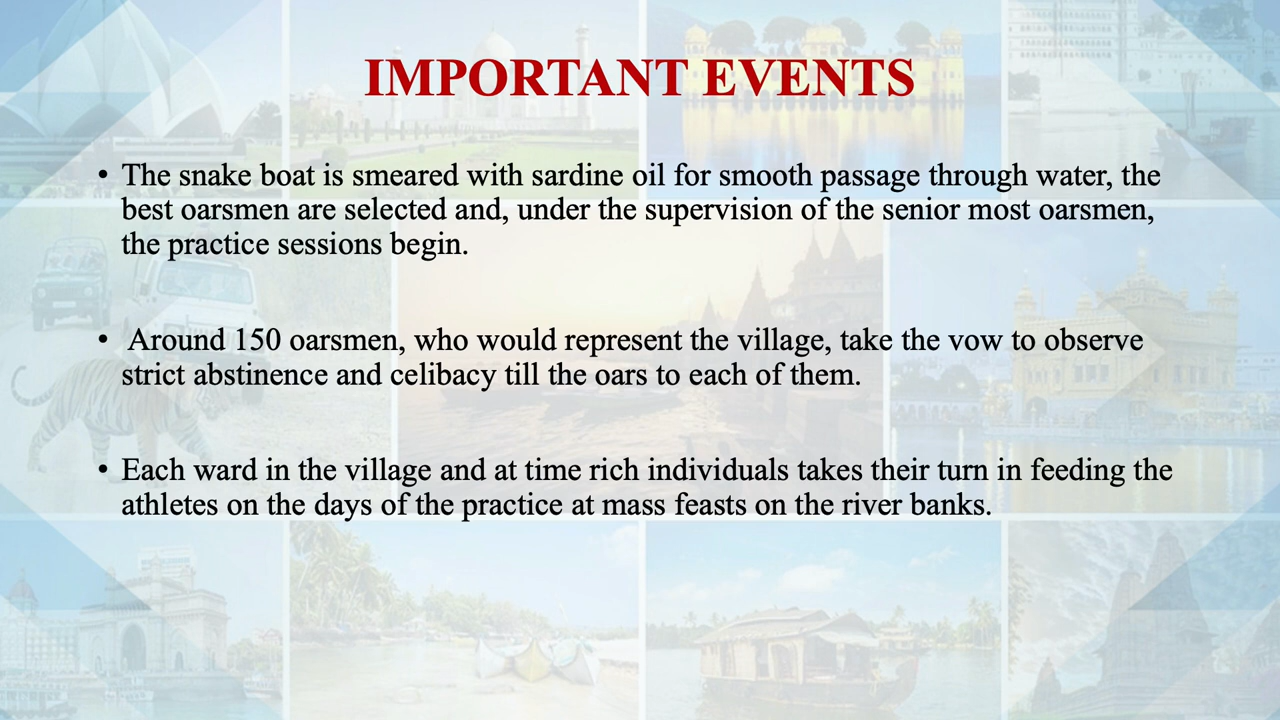 IMPORTANT EVENTS
• The snake boat is smeared with sardine oil for smooth passage through water, the
best oarsmen are selected and, under the supervision of the senior most oarsmen,
the practice sessions begin.
• Around 150 oarsmen, who would represent the village, take the vow to observe
strict abstinence and celibacy till the oars to each of them.
• Each ward in the village and at time rich individuals takes their turn in feeding the
athletes on the days of the practice at mass feasts on the river banks.